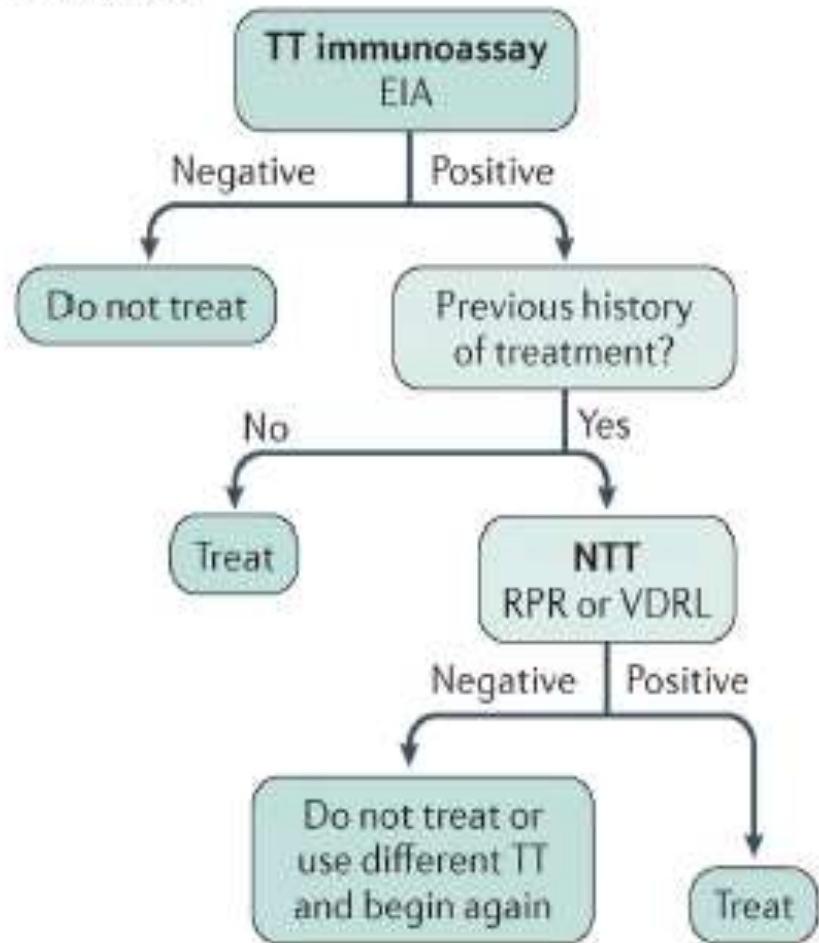 TT immunoassay
EIA
Negative
Positive
Do not treat
Previous history
of treatment?
No
Yes
Treat
NTT
RPR or VDRL
Negative
Positive
Do not treat or
use different TT
and begin again
Treat